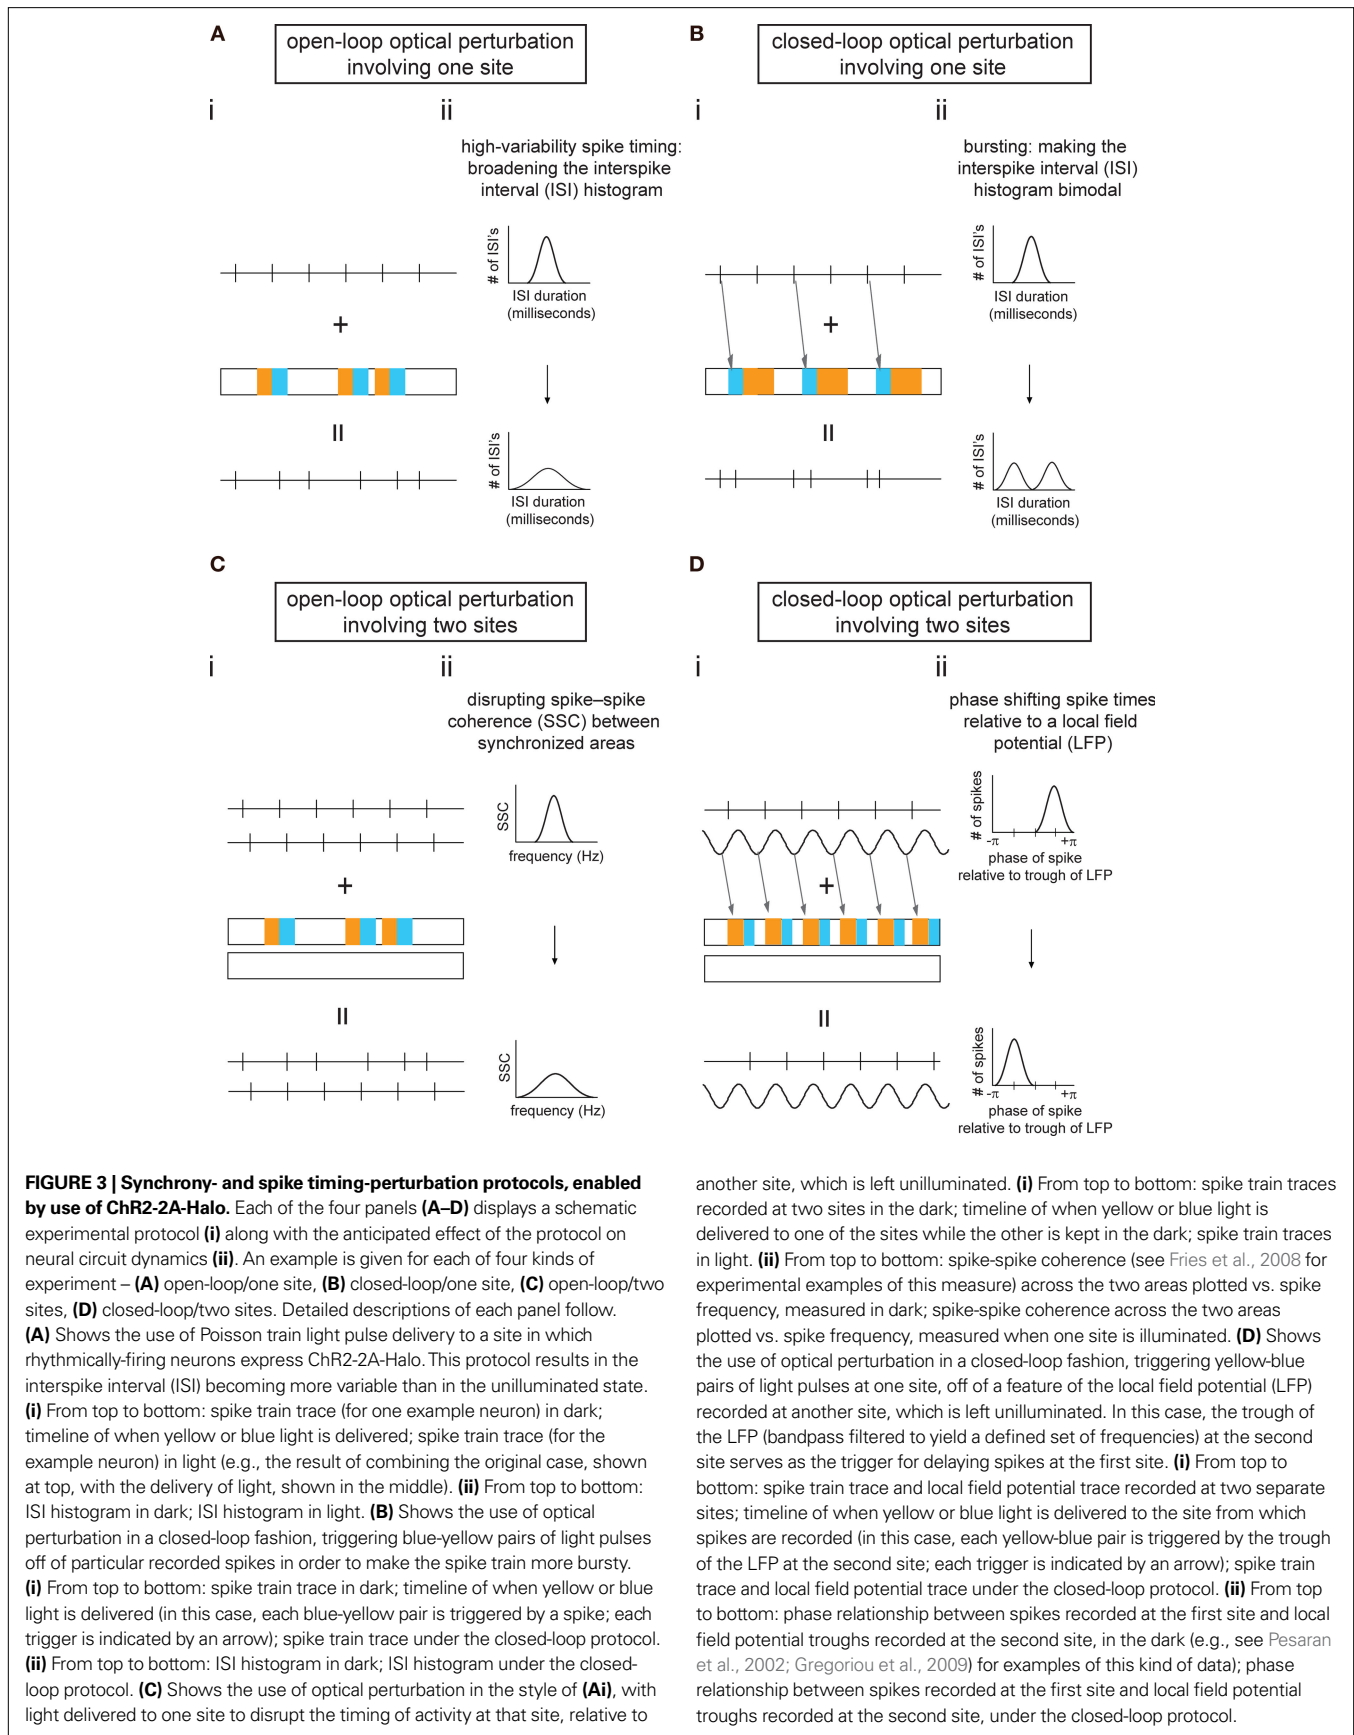 A
open-loop optical perturbation
involving one site
i
ii
high-variability spike timing:
broadening the interspike
interval (ISI) histogram
# of ISI's
ISI duration
(milliseconds)
+
=
# of ISI's
ISI duration
(milliseconds)
B
closed-loop optical perturbation
involving one site
i
ii
bursting: making the
interspike interval (ISI)
histogram bimodal
# of ISI's
ISI duration
(milliseconds)
+
=
# of ISI's
ISI duration
(milliseconds)
C
open-loop optical perturbation
involving two sites
i
ii
disrupting spike–spike
coherence (SSC) between
synchronized areas
SSC
frequency (Hz)
+
=
SSC
frequency (Hz)
D
closed-loop optical perturbation
involving two sites
i
ii
phase shifting spike times
relative to a local field
potential (LFP)
# of spikes
-π +π
phase of spike
relative to trough of LFP
+
=
# of spikes
-π +π
phase of spike
relative to trough of LFP
FIGURE 3 | Synchrony- and spike timing-perturbation protocols, enabled
by use of ChR2-2A-Halo. Each of the four panels (A–D) displays a schematic
experimental protocol (i) along with the anticipated effect of the protocol on
neural circuit dynamics (ii). An example is given for each of four kinds of
experiment – (A) open-loop/one site, (B) closed-loop/one site, (C) open-loop/two
sites, (D) closed-loop/two sites. Detailed descriptions of each panel follow.
(A) Shows the use of Poisson train light pulse delivery to a site in which
rhythmically-firing neurons express ChR2-2A-Halo. This protocol results in the
interspike interval (ISI) becoming more variable than in the unilluminated state.
(i) From top to bottom: spike train trace (for one example neuron) in dark;
timeline of when yellow or blue light is delivered; spike train trace (for the
example neuron) in light (e.g., the result of combining the original case, shown
at top, with the delivery of light, shown in the middle). (ii) From top to bottom:
ISI histogram in dark; ISI histogram in light. (B) Shows the use of optical
perturbation in a closed-loop fashion, triggering blue-yellow pairs of light pulses
off of particular recorded spikes in order to make the spike train more bursty.
(i) From top to bottom: spike train trace in dark; timeline of when yellow or blue
light is delivered (in this case, each blue-yellow pair is triggered by a spike; each
trigger is indicated by an arrow); spike train trace under the closed-loop protocol.
(ii) From top to bottom: ISI histogram in dark; ISI histogram under the closed-
loop protocol. (C) Shows the use of optical perturbation in the style of (Ai), with
light delivered to one site to disrupt the timing of activity at that site, relative to
another site, which is left unilluminated. (i) From top to bottom: spike train traces
recorded at two sites in the dark; timeline of when yellow or blue light is
delivered to one of the sites while the other is kept in the dark; spike train traces
in light. (ii) From top to bottom: spike-spike coherence (see Fries et al., 2008 for
experimental examples of this measure) across the two areas plotted vs. spike
frequency, measured in dark; spike-spike coherence across the two areas
plotted vs. spike frequency, measured when one site is illuminated. (D) Shows
the use of optical perturbation in a closed-loop fashion, triggering yellow-blue
pairs of light pulses at one site, off of a feature of the local field potential (LFP)
recorded at another site, which is left unilluminated. In this case, the trough of
the LFP (bandpass filtered to yield a defined set of frequencies) at the second
site serves as the trigger for delaying spikes at the first site. (i) From top to
bottom: spike train trace and local field potential trace recorded at two separate
sites; timeline of when yellow or blue light is delivered to the site from which
spikes are recorded (in this case, each yellow-blue pair is triggered by the trough
of the LFP at the second site; each trigger is indicated by an arrow); spike train
trace and local field potential trace under the closed-loop protocol. (ii) From top
to bottom: phase relationship between spikes recorded at the first site and local
field potential troughs recorded at the second site, in the dark (e.g., see Pesaran
et al., 2002; Gregoriou et al., 2009) for examples of this kind of data); phase
relationship between spikes recorded at the first site and local field potential
troughs recorded at the second site, under the closed-loop protocol.